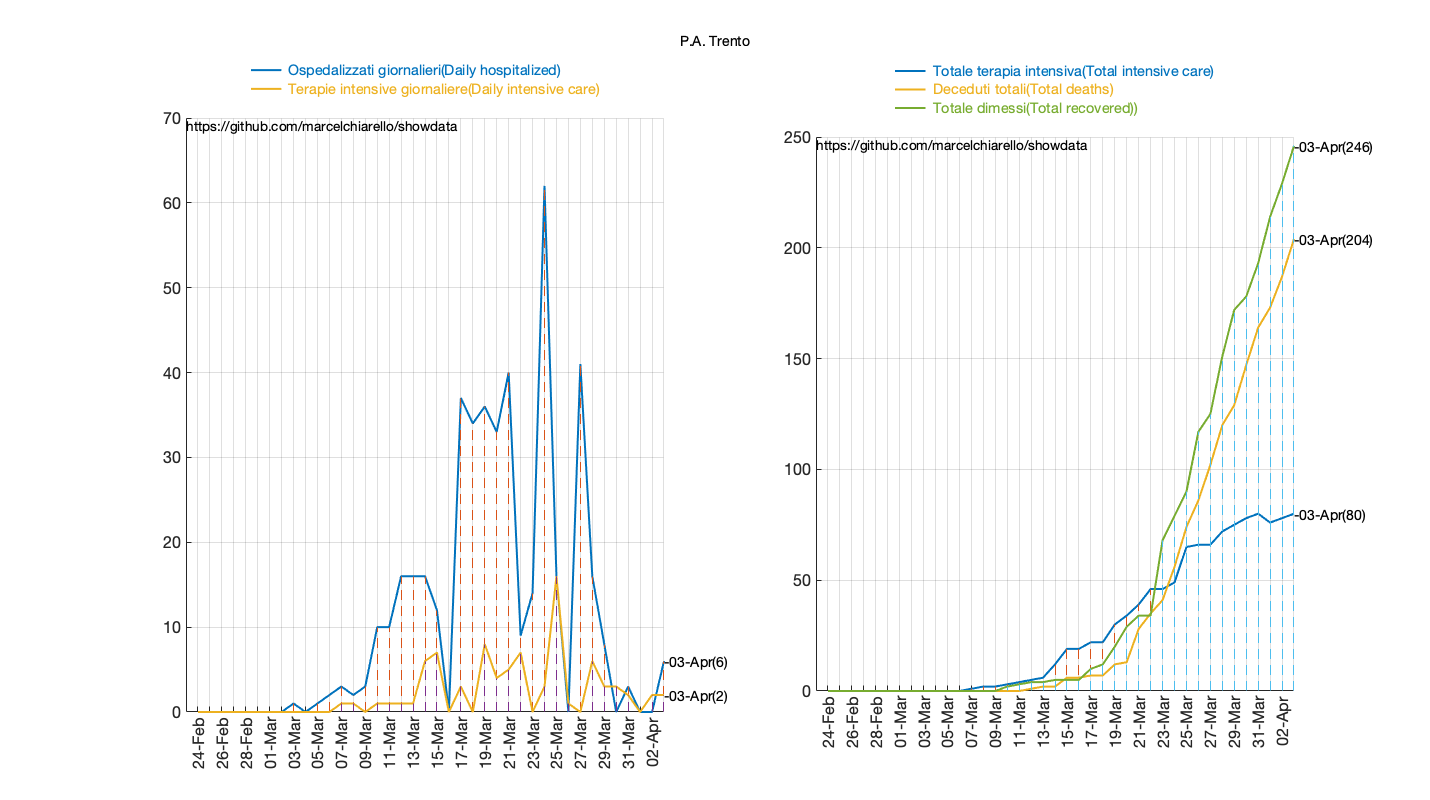 P.A. Trento
Ospedalizzati giornalieri(Daily hospitalized)
Terapie intensive giornaliere(Daily intensive care)
70
https://github.com/marcelchiarello/showdata
60
50
40
30
20
10
0
-03-Apr(6)
-03-Apr(2)
24-Feb
26-Feb
28-Feb
01-Mar
03-Mar
05-Mar
07-Mar
09-Mar
11-Mar
13-Mar
15-Mar
17-Mar
19-Mar
21-Mar
23-Mar
25-Mar
27-Mar
29-Mar
31-Mar
02-Apr
Totale terapia intensiva(Total intensive care)
Deceduti totali(Total deaths)
Totale dimessi(Total recovered))
250
https://github.com/marcelchiarello/showdata
200
150
100
50
0
-03-Apr(246)
-03-Apr(204)
-03-Apr(80)
24-Feb
26-Feb
28-Feb
01-Mar
03-Mar
05-Mar
07-Mar
09-Mar
11-Mar
13-Mar
15-Mar
17-Mar
19-Mar
21-Mar
23-Mar
25-Mar
27-Mar
29-Mar
31-Mar
02-Apr